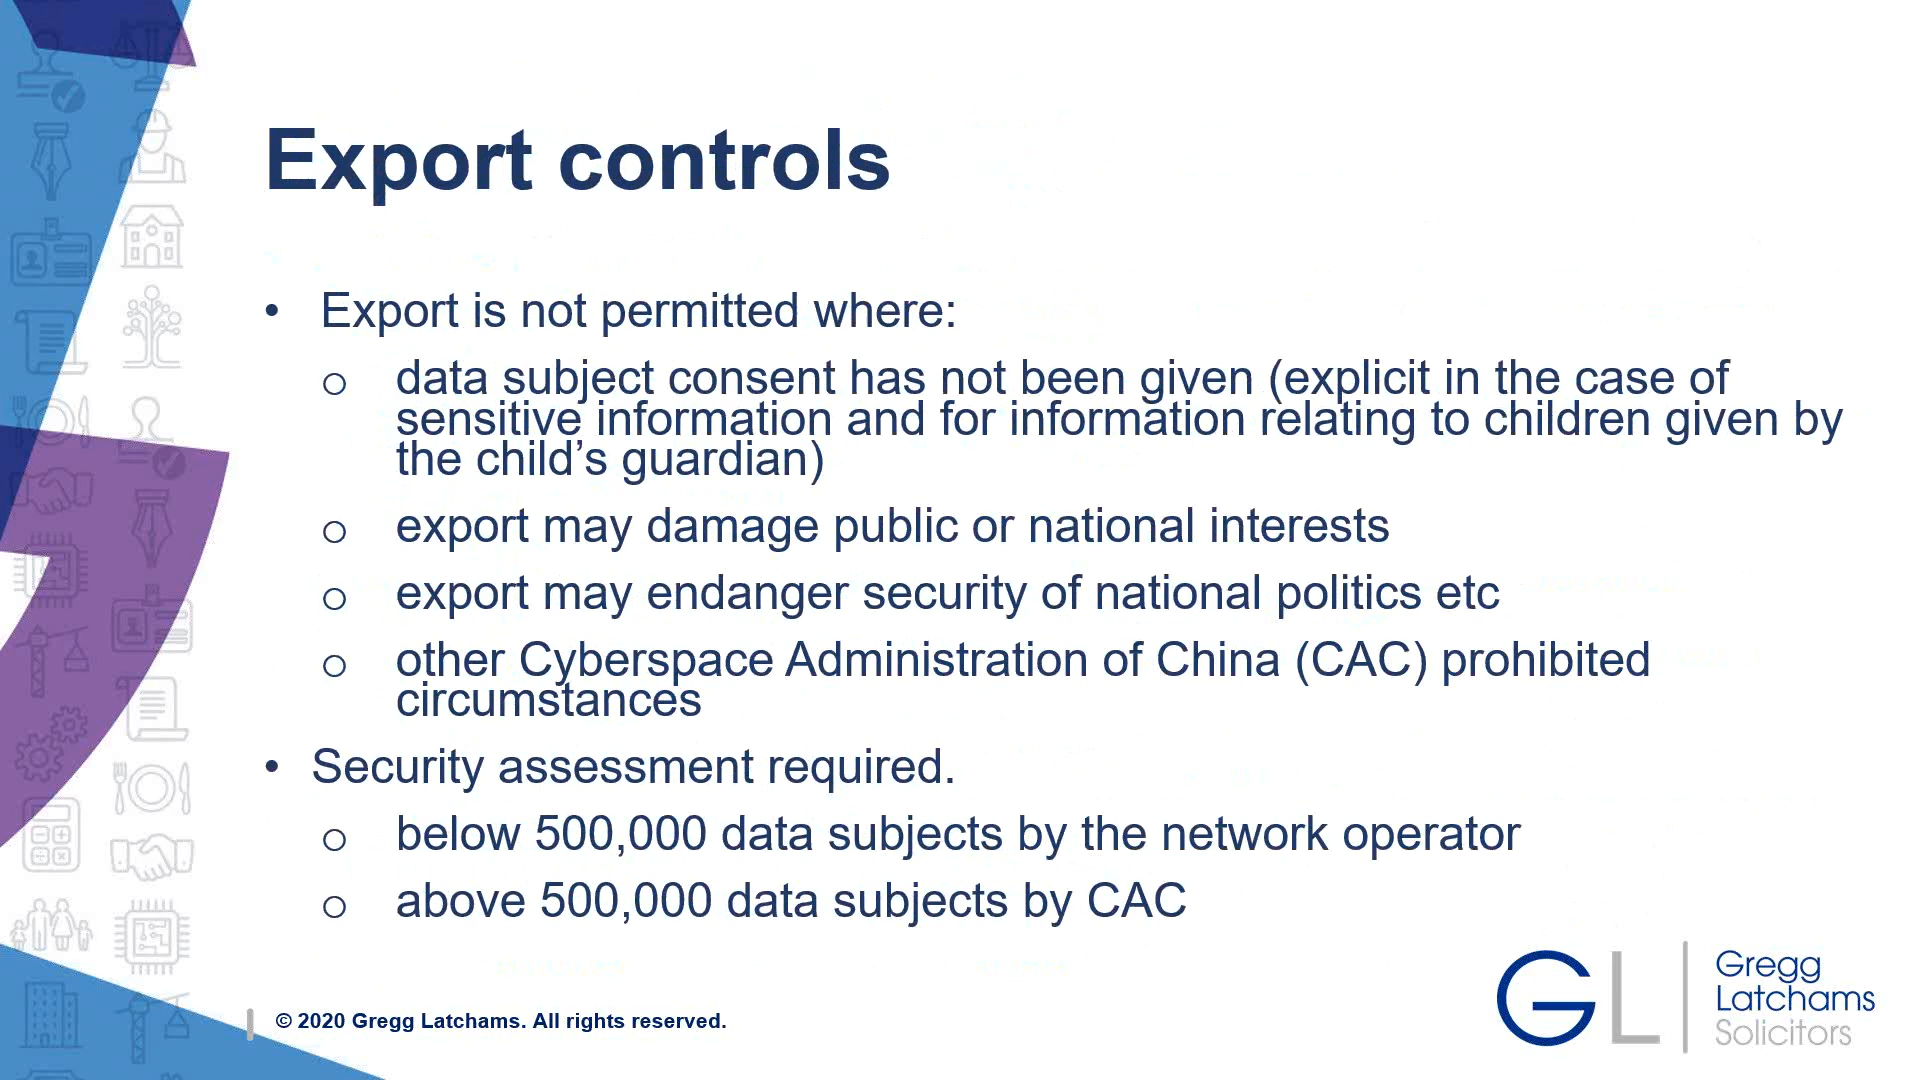 Export controls
• Export is not permitted where:
o data subject consent has not been given (explicit in the case of
sensitive information and for information relating to children given by
the child’s guardian)
o export may damage public or national interests
o export may endanger security of national politics etc
o other Cyberspace Administration of China (CAC) prohibited
circumstances
• Security assessment required.
o below 500,000 data subjects by the network operator
o above 500,000 data subjects by CAC
© 2020 Gregg Latchams. All rights reserved.
GL
Gregg
Latchams
Solicitors